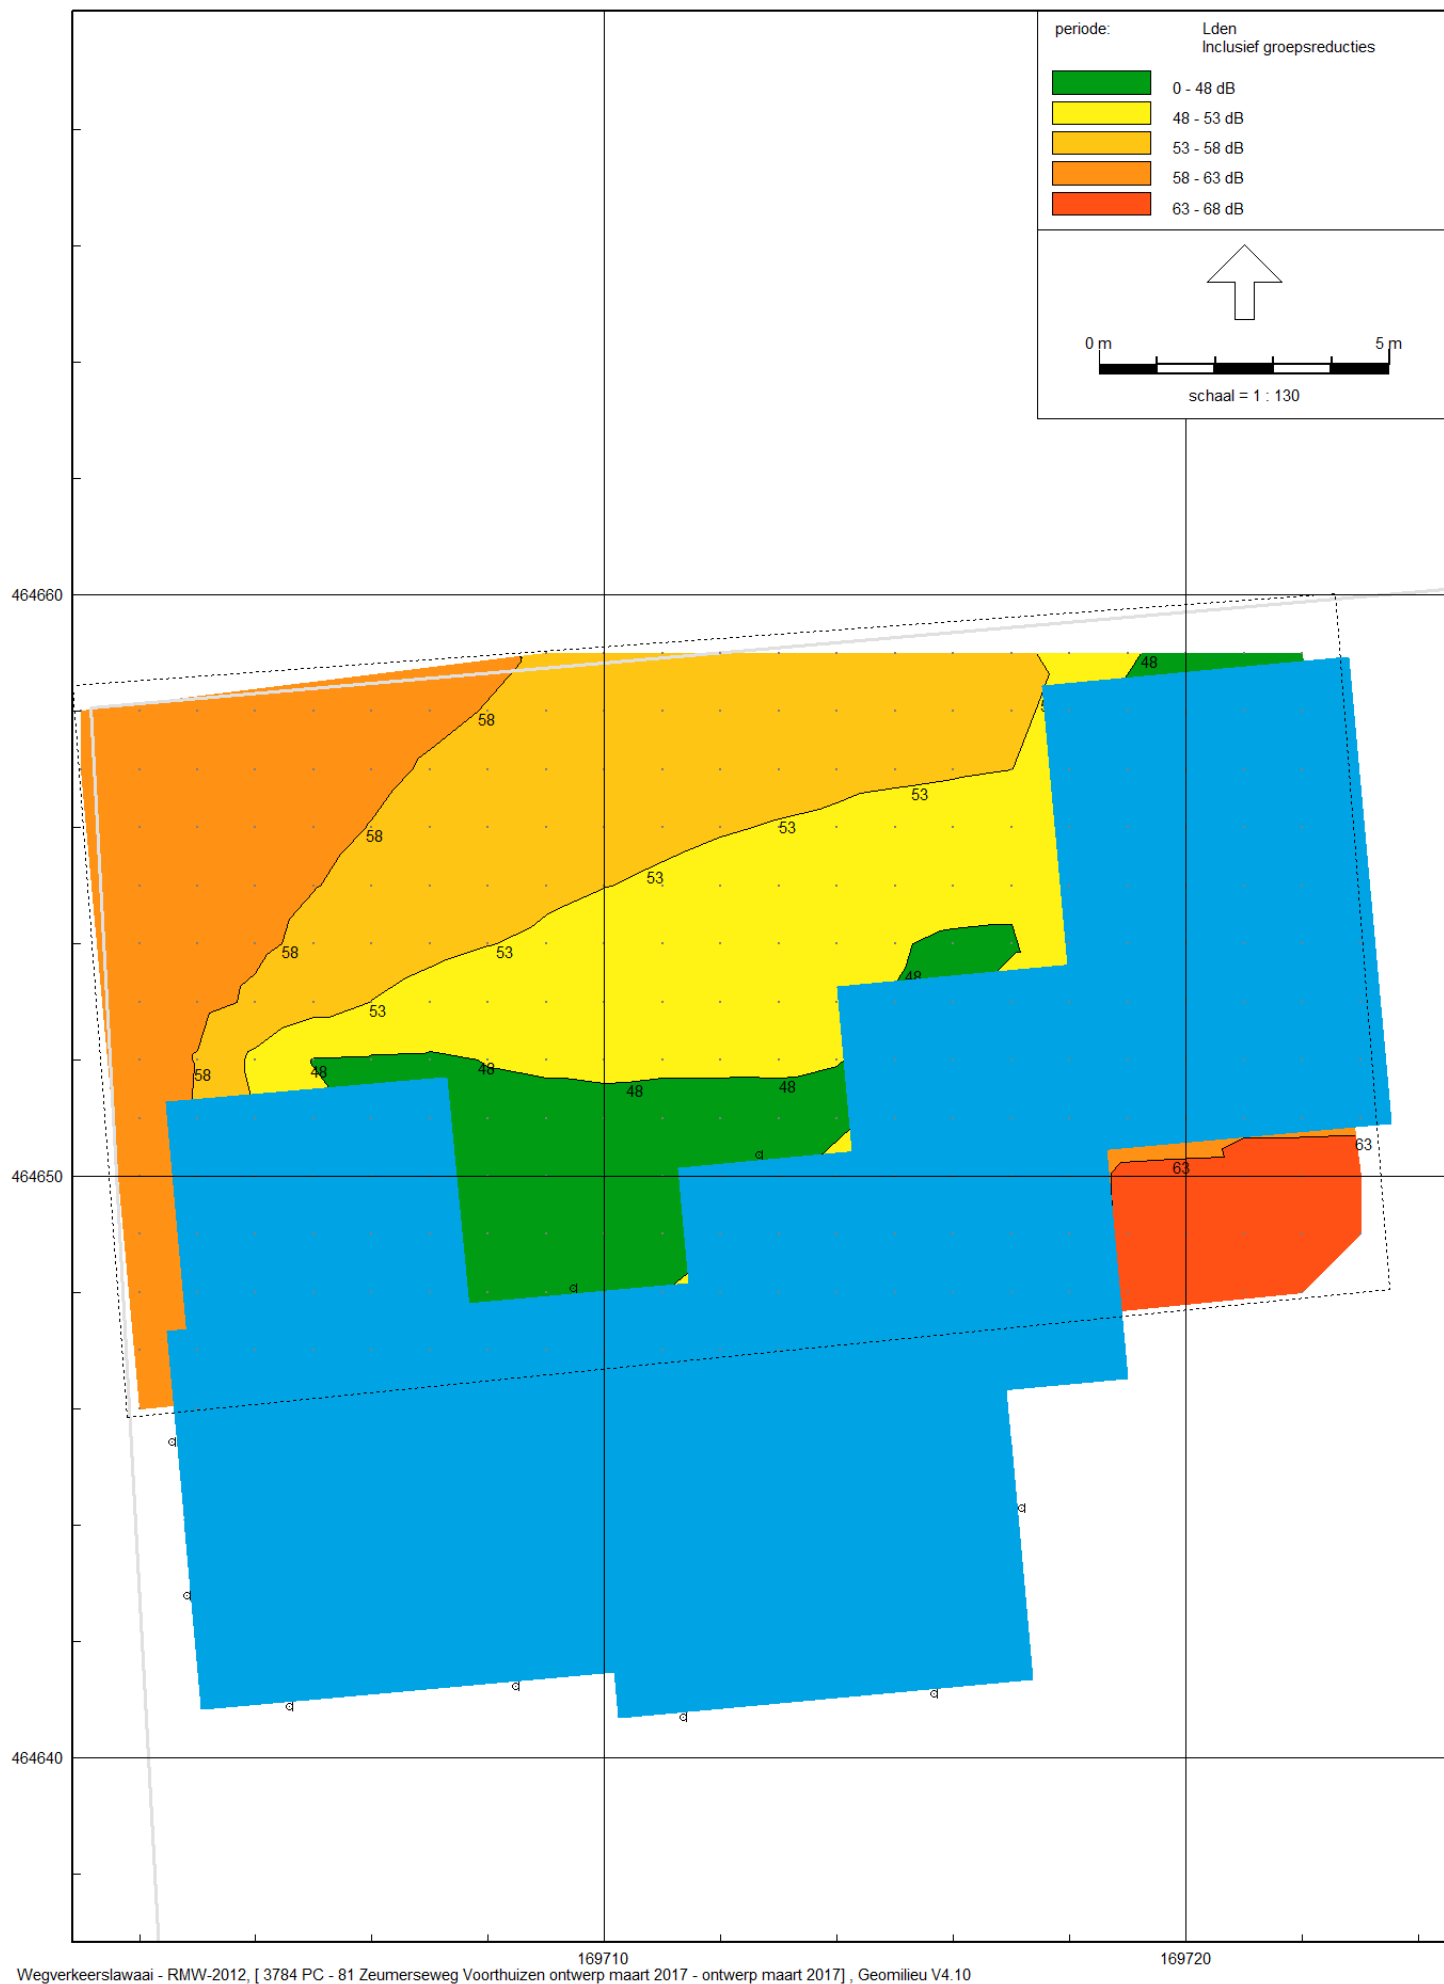 periode: Lden
Inclusief groepsreducties
0 - 48 dB
48 - 53 dB
53 - 58 dB
58 - 63 dB
63 - 68 dB
0 m 5 m
schaal = 1 : 130
464660
48
58
53
58
53
53
58
53
48
53
58
48
48
48
48
63
63
464650
464640
169710 169720
Wegverkeerslawaai - RMW-2012, [ 3784 PC - 81 Zeumerseweg Voorthuizen ontwerp maart 2017 - ontwerp maart 2017] , Geomilieu V4.10